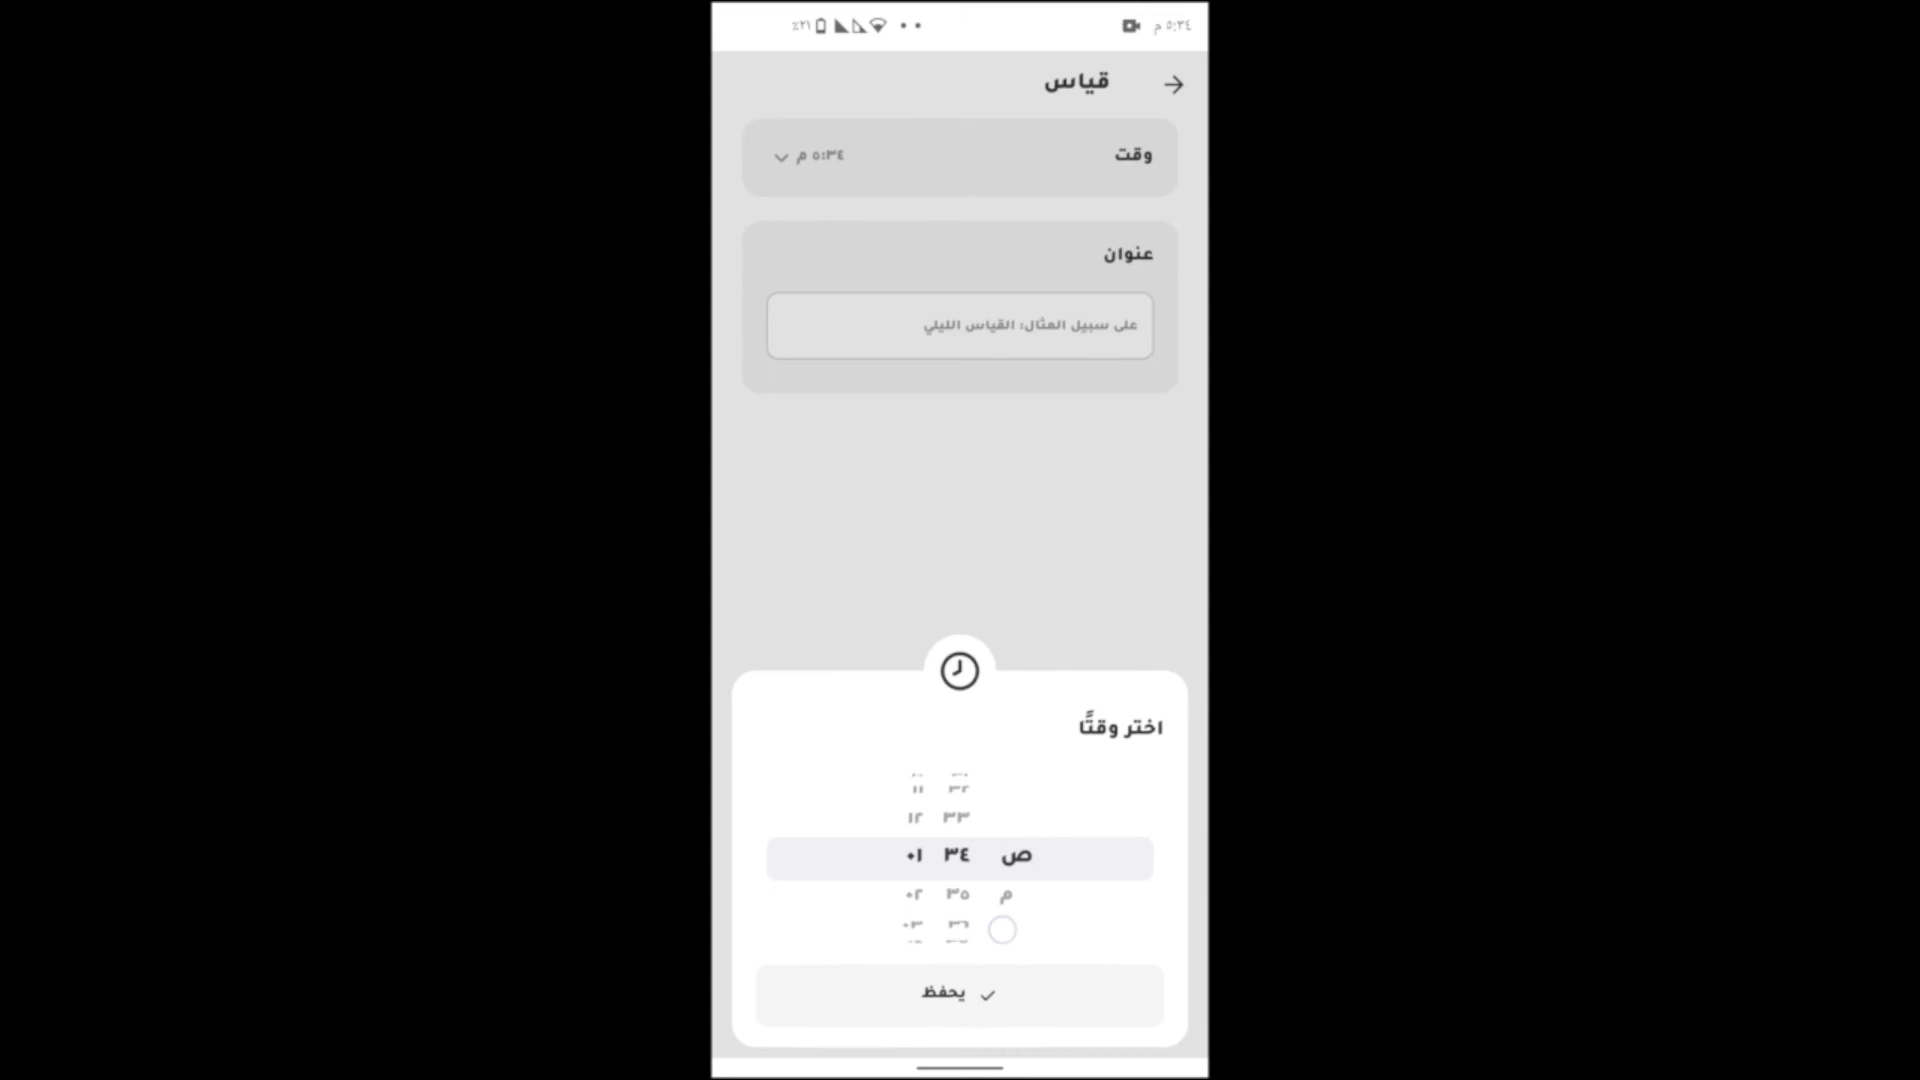 ٥:٣٤ م
٪٢١
قياس
وقت
٥:٣٤ م
عنوان
على سبيل المثال: القياس الليلي
اختر وقتًا
٣٢ ١١
٣٣ ١٢
ص ٣٤ ٠١
م ٣٥ ٠٢
٣٦ ٠٣
يحفظ